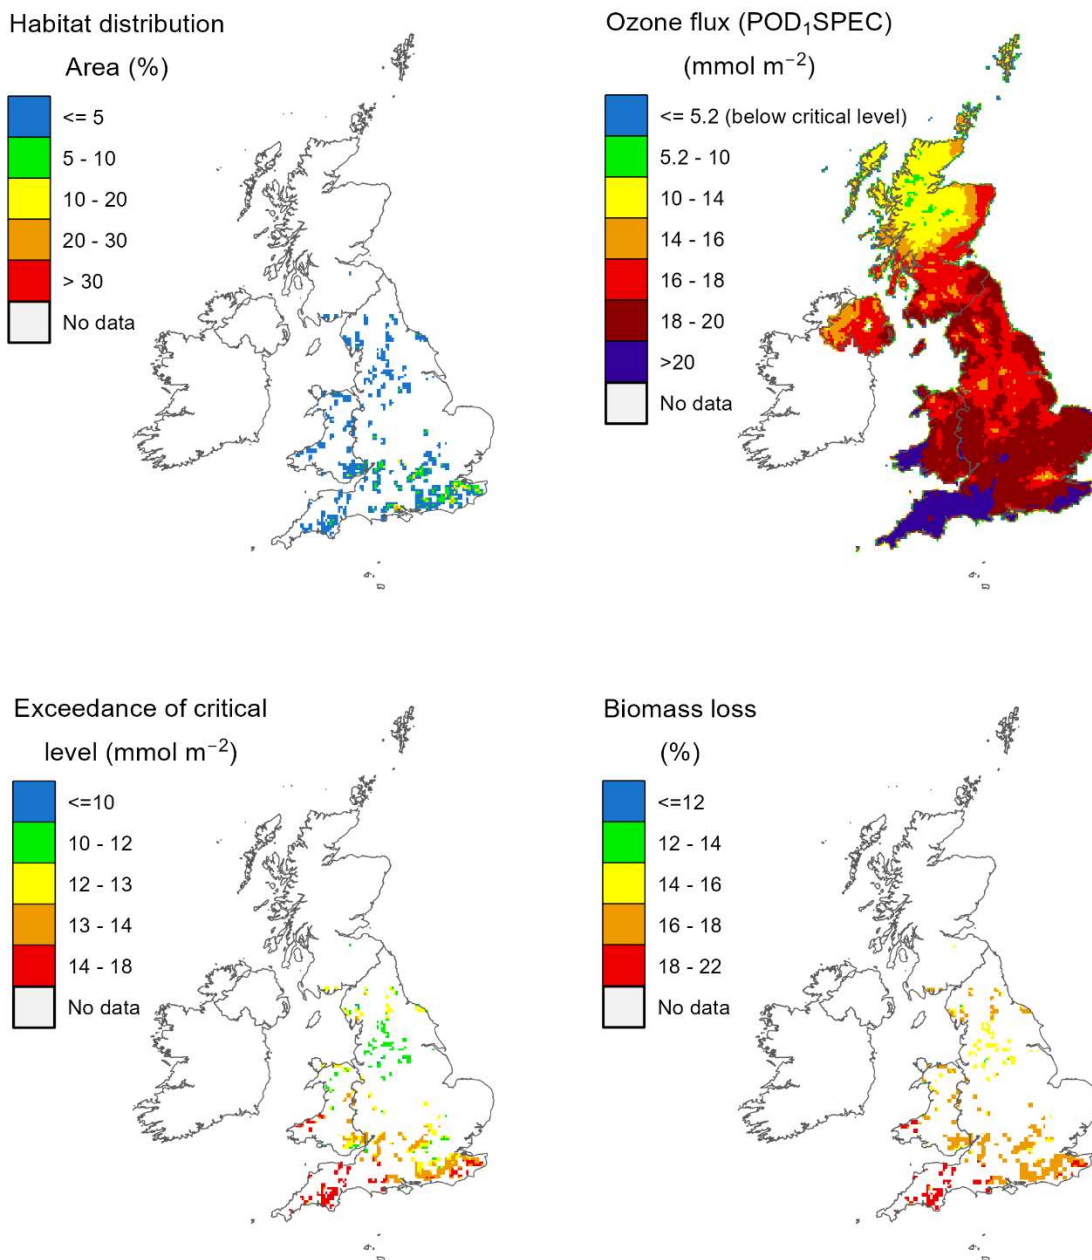 Habitat distribution
Area (%)
<= 5
5 - 10
10 - 20
20 - 30
> 30
No data
Ozone flux (POD₁SPEC)
(mmol m⁻²)
<= 5.2 (below critical level)
5.2 - 10
10 - 14
14 - 16
16 - 18
18 - 20
>20
No data
Exceedance of critical
level (mmol m⁻²)
<=10
10 - 12
12 - 13
13 - 14
14 - 18
No data
Biomass loss
(%)
<=12
12 - 14
14 - 16
16 - 18
18 - 22
No data